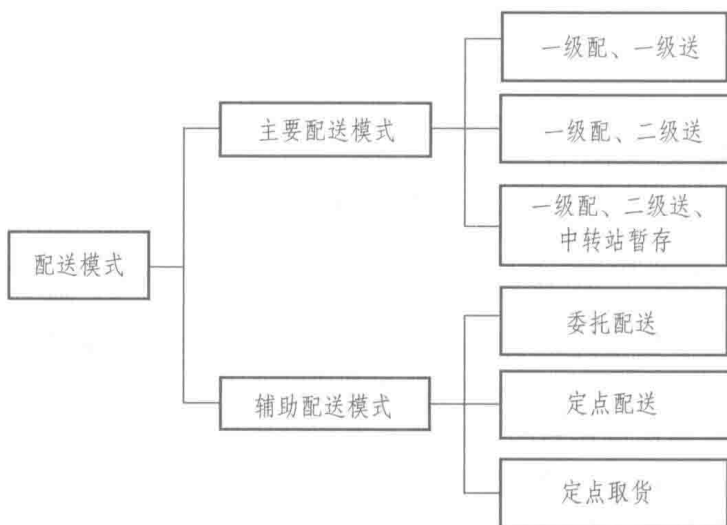 配送模式
主要配送模式
一级配、一级送
一级配、二级送
一级配、二级送、
中转站暂存
辅助配送模式
委托配送
定点配送
定点取货